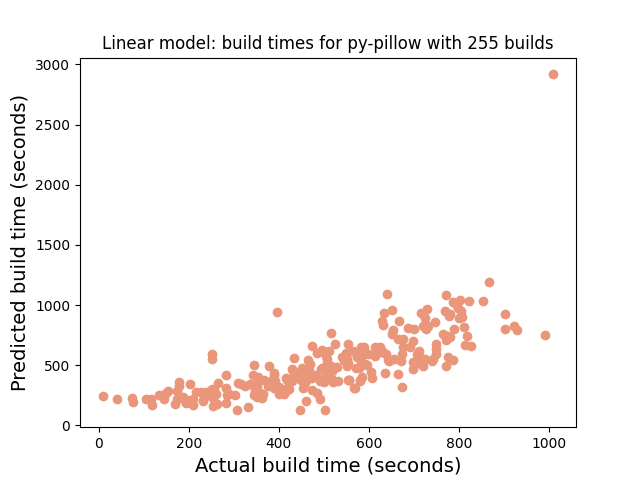 Linear model: build times for py-pillow with 255 builds
3000
2500
2000
1500
1000
500
0
Predicted build time (seconds)
0 200 400 600 800 1000
Actual build time (seconds)